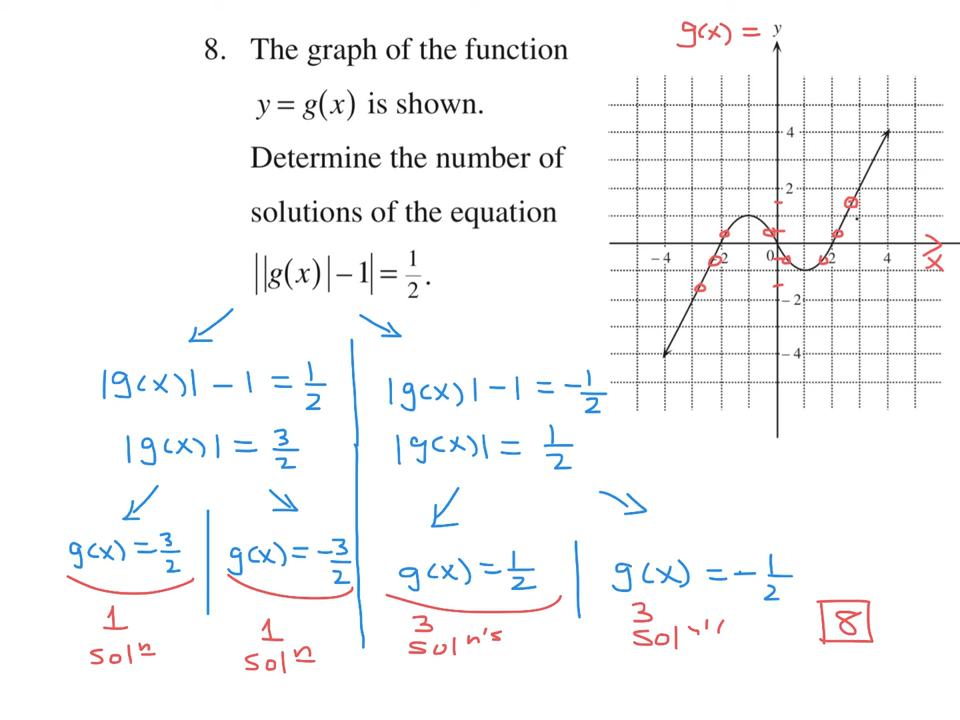 g(x) = y
8. The graph of the function
y = g(x) is shown.
Determine the number of
solutions of the equation
||g(x)| − 1| = 1/2.
4
2
−4 −2 0 2 4
−2
−4
x
|g(x)| − 1 = 1/2 |g(x)| − 1 = −1/2
|g(x)| = 3/2 |g(x)| = 1/2
g(x) = 3/2 g(x) = −3/2 g(x) = 1/2 g(x) = −1/2
1 1 3 3
solⁿ solⁿ solⁿ's solⁿ's
8